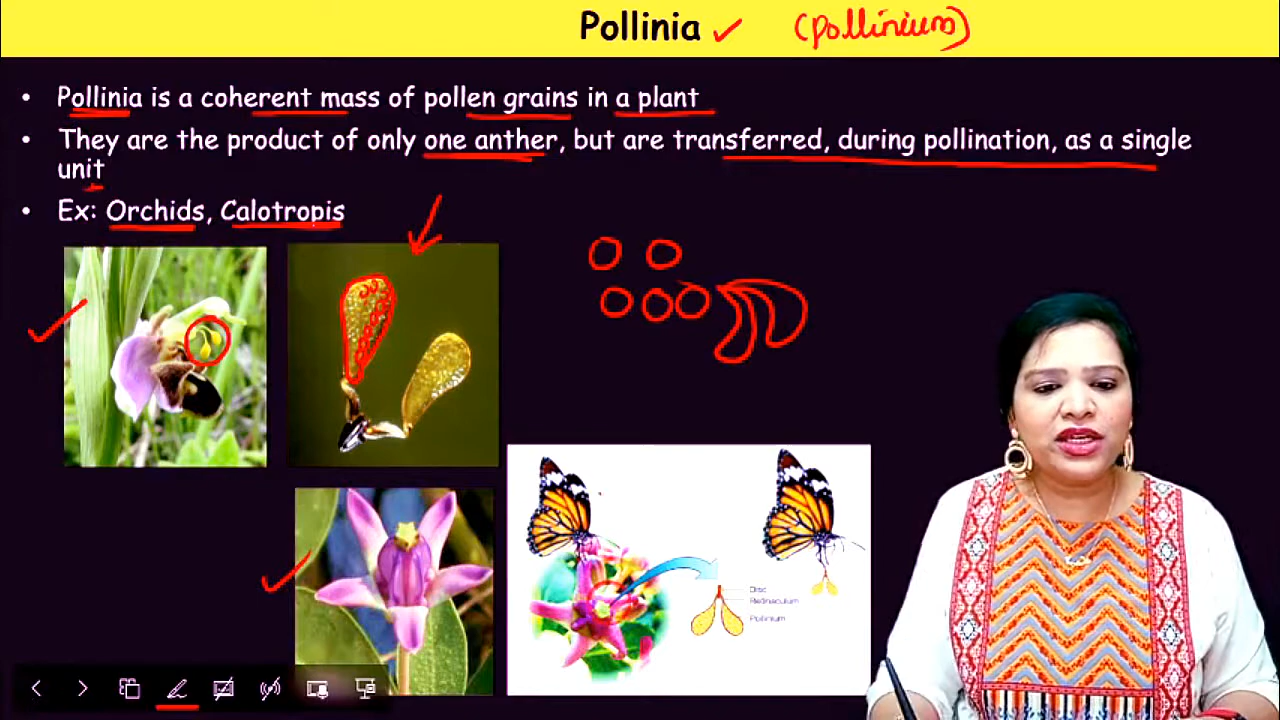 Pollinia (pollinium)
• Pollinia is a coherent mass of pollen grains in a plant
• They are the product of only one anther, but are transferred, during pollination, as a single
unit
• Ex: Orchids, Calotropis
Disc
Retinaculum
Pollinium